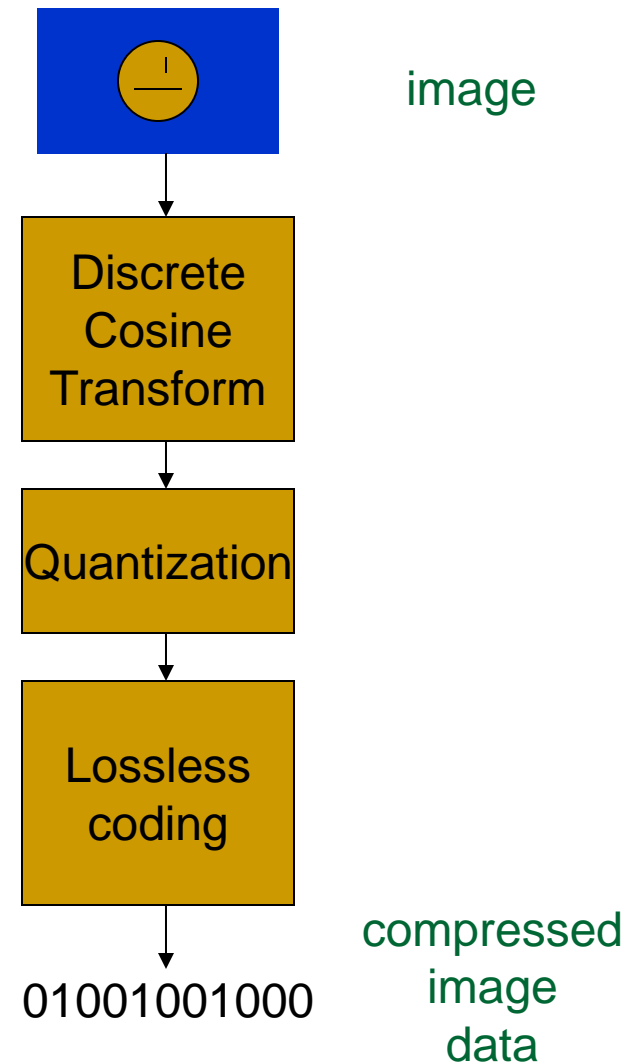 image
Discrete
Cosine
Transform
Quantization
Lossless
coding
01001001000
compressed
image
data